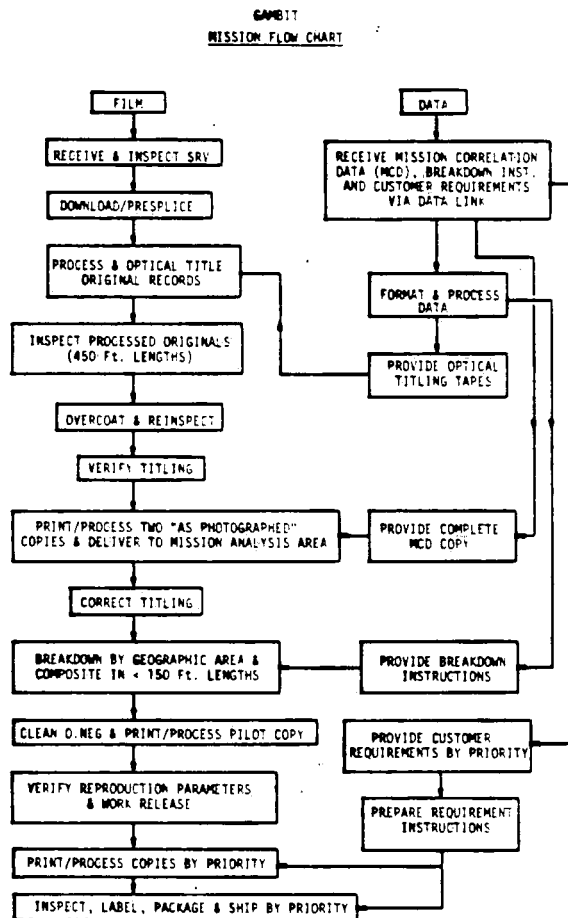 GAMBIT
MISSION FLOW CHART
FILM
RECEIVE & INSPECT SRV
DOWNLOAD/PRESPLICE
PROCESS & OPTICAL TITLE
ORIGINAL RECORDS
INSPECT PROCESSED ORIGINALS
(450 Ft. LENGTHS)
OVERCOAT & REINSPECT
VERIFY TITLING
PRINT/PROCESS TWO "AS PHOTOGRAPHED"
COPIES & DELIVER TO MISSION ANALYSIS AREA
CORRECT TITLING
BREAKDOWN BY GEOGRAPHIC AREA &
COMPOSITE IN < 150 Ft. LENGTHS
CLEAN O.NEG & PRINT/PROCESS PILOT COPY
VERIFY REPRODUCTION PARAMETERS
& WORK RELEASE
PRINT/PROCESS COPIES BY PRIORITY
INSPECT, LABEL, PACKAGE & SHIP BY PRIORITY
DATA
RECEIVE MISSION CORRELATION
DATA (MCD), BREAKDOWN INST.
AND CUSTOMER REQUIREMENTS
VIA DATA LINK
FORMAT & PROCESS
DATA
PROVIDE OPTICAL
TITLING TAPES
PROVIDE COMPLETE
MCD COPY
PROVIDE BREAKDOWN
INSTRUCTIONS
PROVIDE CUSTOMER
REQUIREMENTS BY PRIORITY
PREPARE REQUIREMENT
INSTRUCTIONS